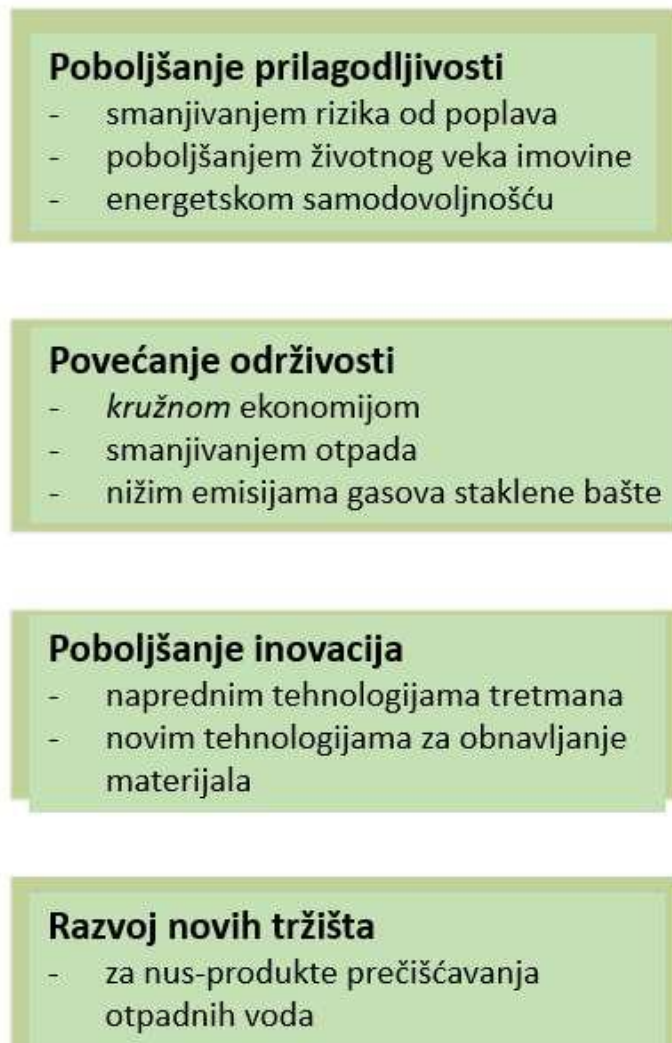 Poboljšanje prilagodljivosti
- smanjivanjem rizika od poplava
- poboljšanjem životnog veka imovine
- energetskom samodovoljnošću
Povećanje održivosti
- kružnom ekonomijom
- smanjivanjem otpada
- nižim emisijama gasova staklene bašte
Poboljšanje inovacija
- naprednim tehnologijama tretmana
- novim tehnologijama za obnavljanje
materijala
Razvoj novih tržišta
- za nus-produkte prečišćavanja
otpadnih voda